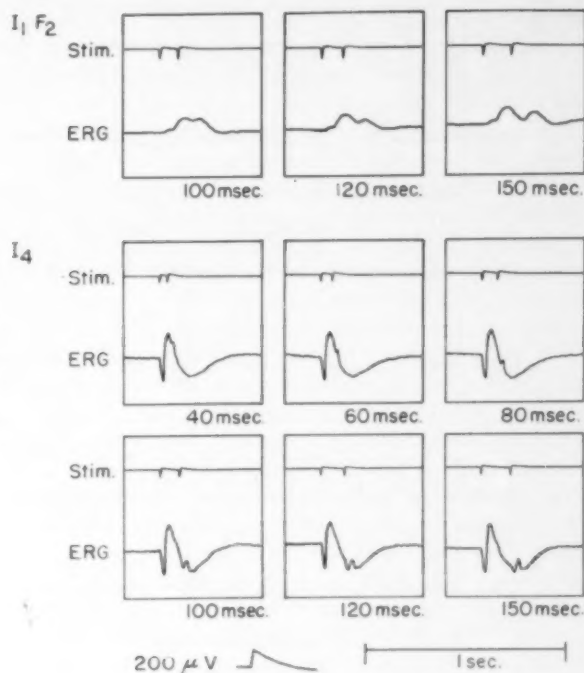 I1 F2
Stim.
ERG
100 msec. 120 msec. 150 msec.
I4
Stim.
ERG
40 msec. 60 msec. 80 msec.
Stim.
ERG
100 msec. 120 msec. 150 msec.
200 μV 1 sec.